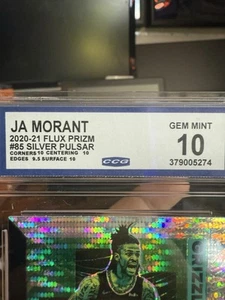 JA MORANT
2020-21 FLUX PRIZM
#85 SILVER PULSAR
CORNERS 10 CENTERING 10
EDGES 9.5 SURFACE 10
CCG
GEM MINT
10
379005274